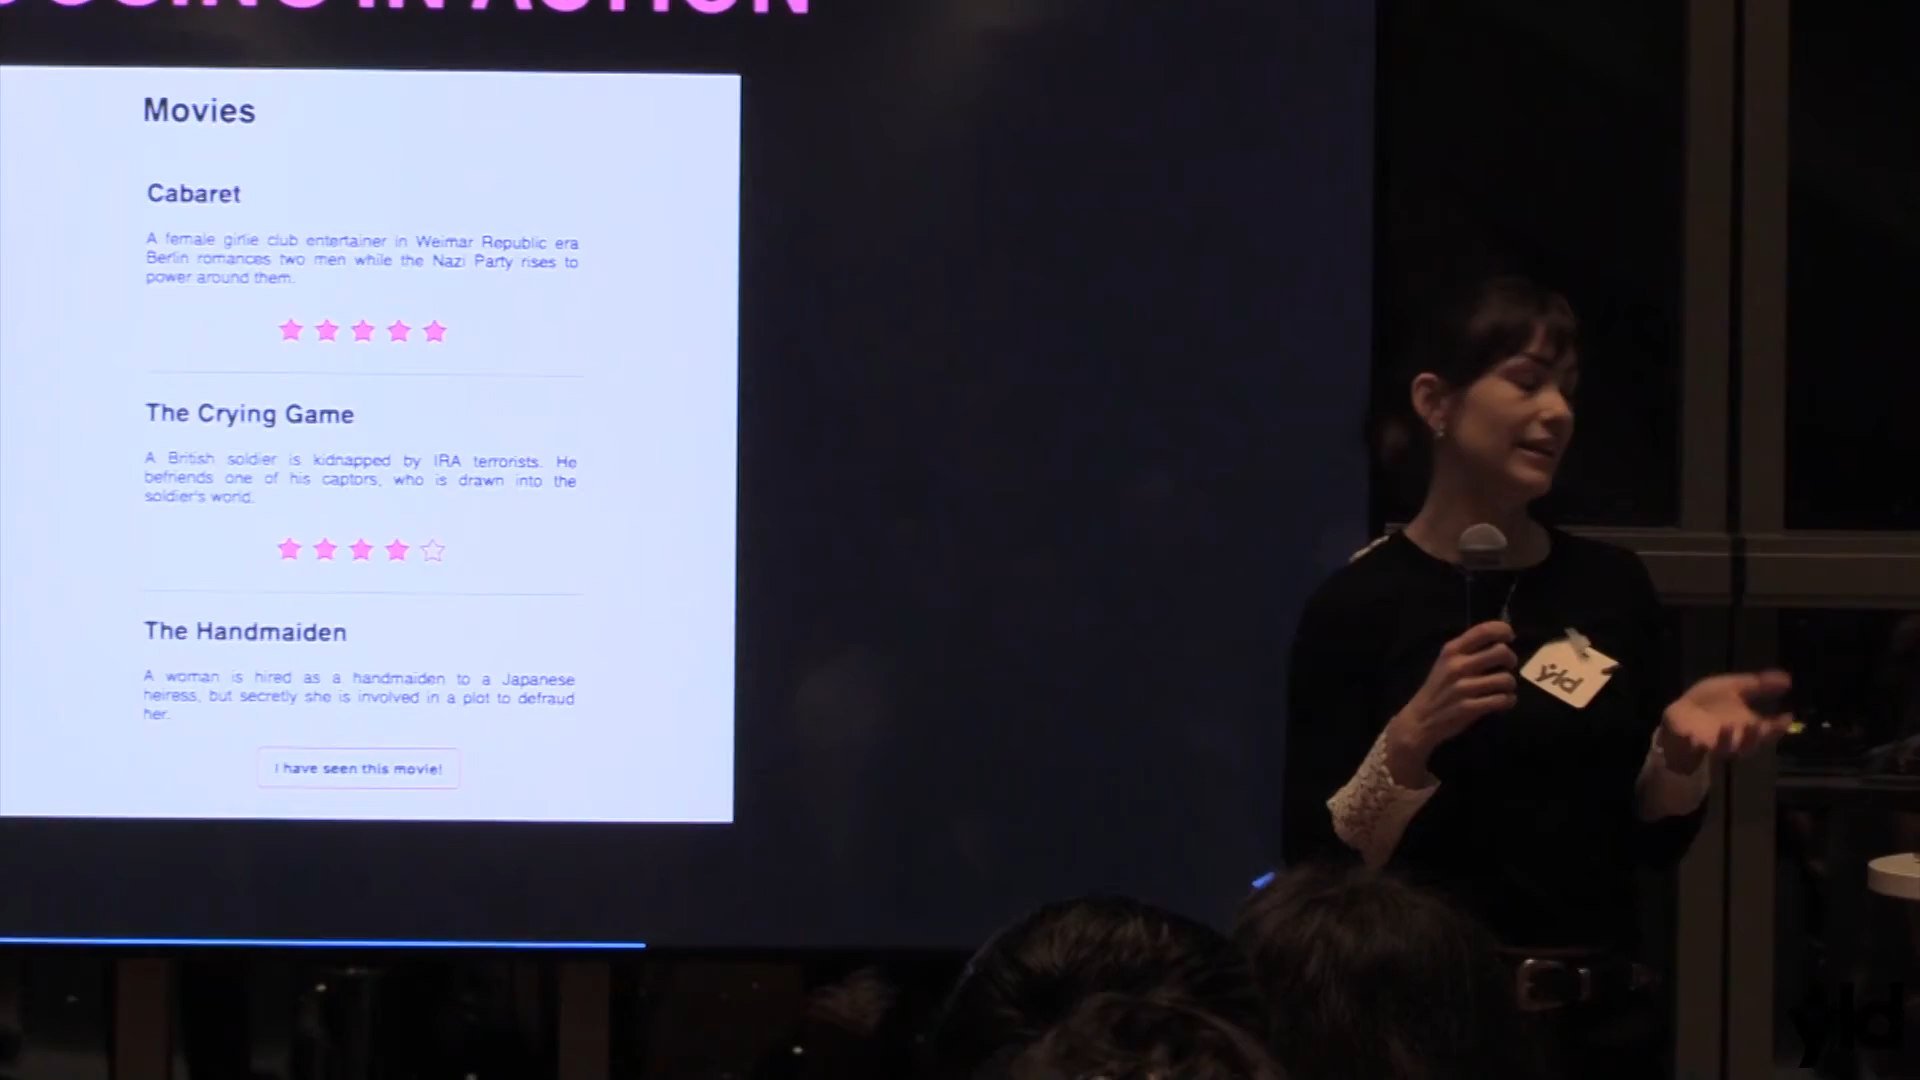 IN ACTION
Movies
Cabaret
A female girlie club entertainer in Weimar Republic era
Berlin romances two men while the Nazi Party rises to
power around them.
The Crying Game
A British soldier is kidnapped by IRA terrorists. He
befriends one of his captors, who is drawn into the
soldier's world.
The Handmaiden
A woman is hired as a handmaiden to a Japanese
heiress, but secretly she is involved in a plot to defraud
her.
I have seen this movie!
yld
yld